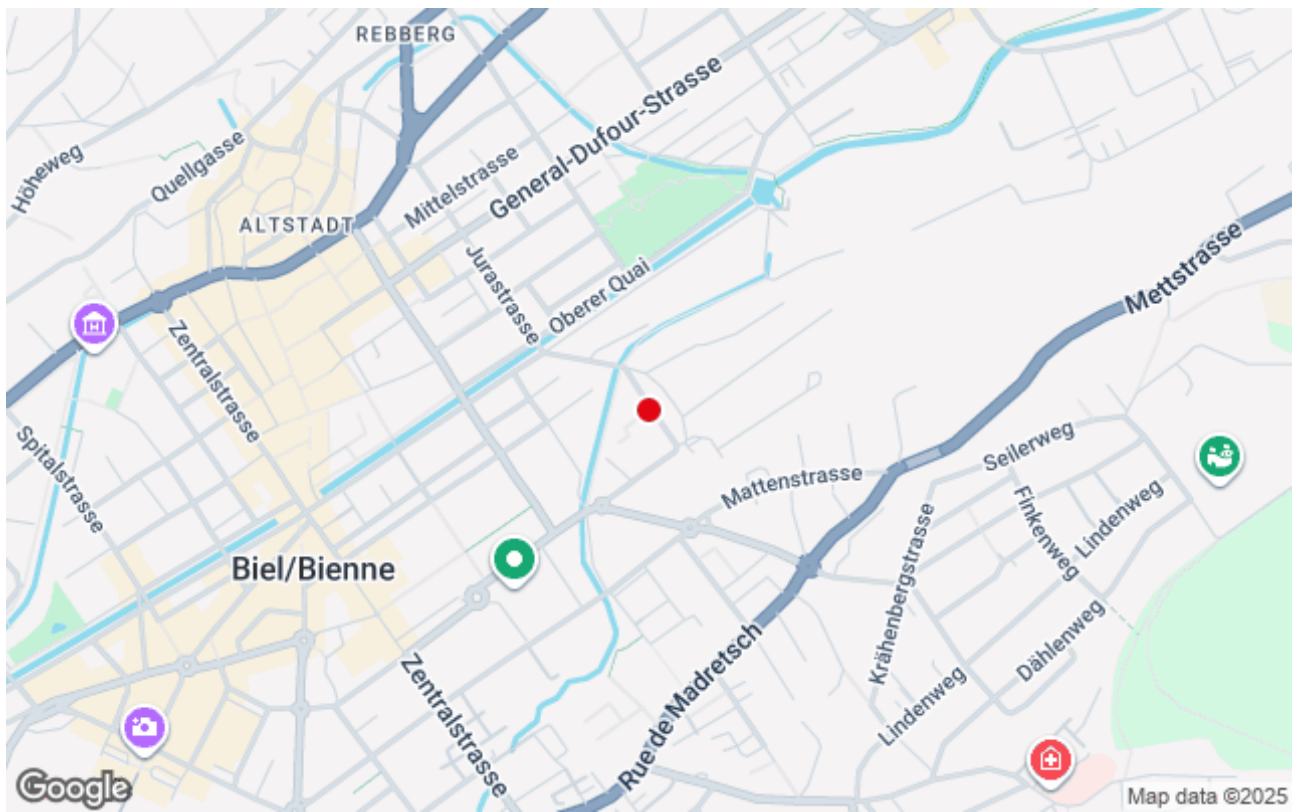 REBBERG
General-Dufour-Strasse
Höheweg
Quellgasse
Mittelstrasse
ALTSTADT
Jurastrasse
Oberer Quai
Mettstrasse
Zentralstrasse
Spitalstrasse
Mattenstrasse
Seilerweg
Finkenweg
Lindenweg
Krähenbergstrasse
Biel/Bienne
Dählenweg
Rue de Madretsch
Zentralstrasse
Lindenweg
Google
Map data ©2025